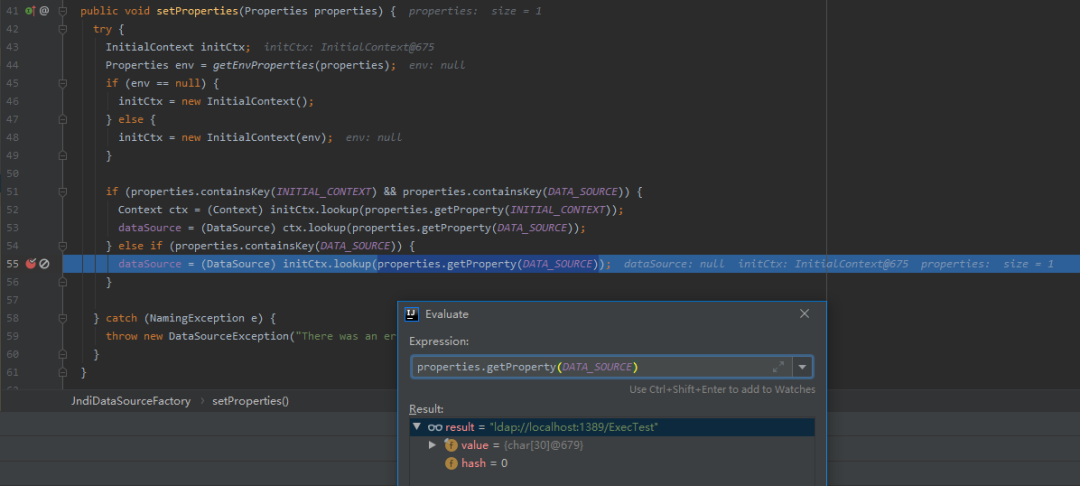 41 public void setProperties(Properties properties) { properties: size = 1
42 try {
43 InitialContext initCtx; initCtx: InitialContext@675
44 Properties env = getEnvProperties(properties); env: null
45 if (env == null) {
46 initCtx = new InitialContext();
47 } else {
48 initCtx = new InitialContext(env); env: null
49 }
50
51 if (properties.containsKey(INITIAL_CONTEXT) && properties.containsKey(DATA_SOURCE)) {
52 Context ctx = (Context) initCtx.lookup(properties.getProperty(INITIAL_CONTEXT));
53 dataSource = (DataSource) ctx.lookup(properties.getProperty(DATA_SOURCE));
54 } else if (properties.containsKey(DATA_SOURCE)) {
55 dataSource = (DataSource) initCtx.lookup(properties.getProperty(DATA_SOURCE)); dataSource: null initCtx: InitialContext@675 properties: size = 1
56 }
57
58 } catch (NamingException e) {
59 throw new DataSourceException("There was an er
60 }
61 }
62
JndiDataSourceFactory › setProperties()
IJ Evaluate
Expression:
properties.getProperty(DATA_SOURCE)
Use Ctrl+Shift+Enter to add to Watches
Result:
result = "ldap://localhost:1389/ExecTest"
f value = {char[30]@679}
f hash = 0